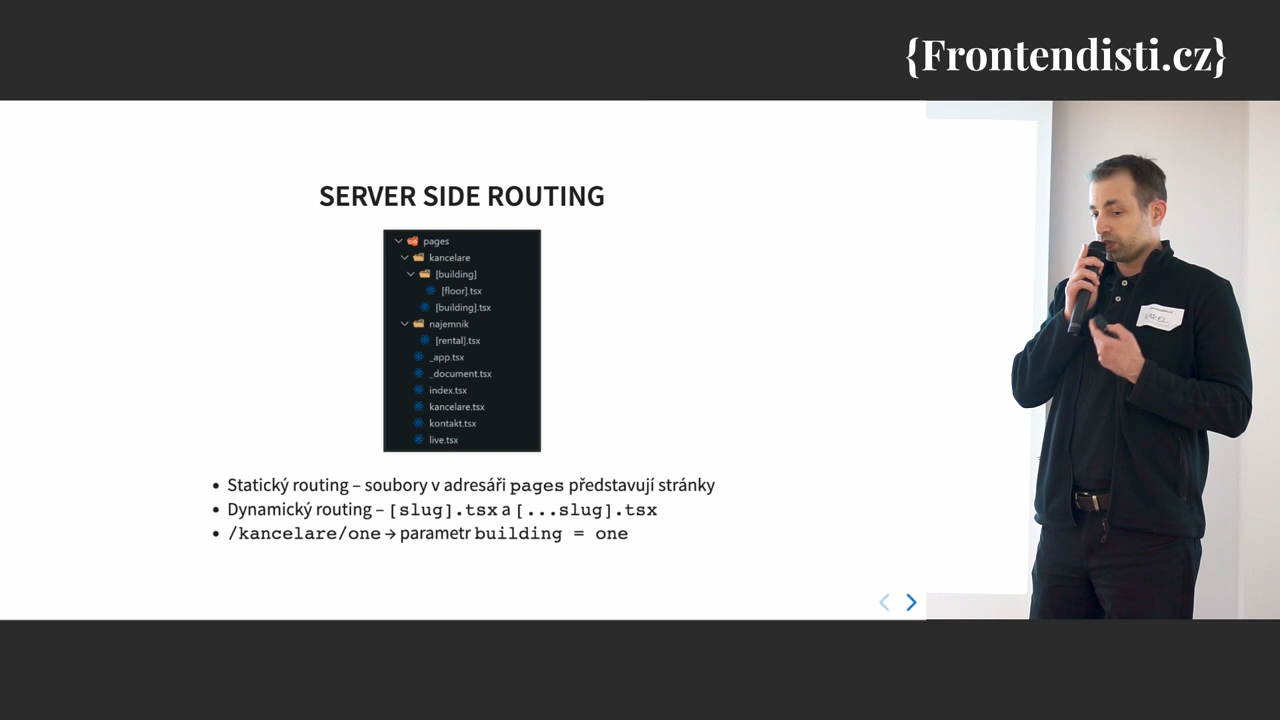 {Frontendisti.cz}
SERVER SIDE ROUTING
pages
kancelare
[building]
[floor].tsx
[building].tsx
najemnik
[rental].tsx
_app.tsx
_document.tsx
index.tsx
kancelare.tsx
kontakt.tsx
live.tsx
• Statický routing – soubory v adresáři pages představují stránky
• Dynamický routing – [slug].tsx a [...slug].tsx
• /kancelare/one → parametr building = one